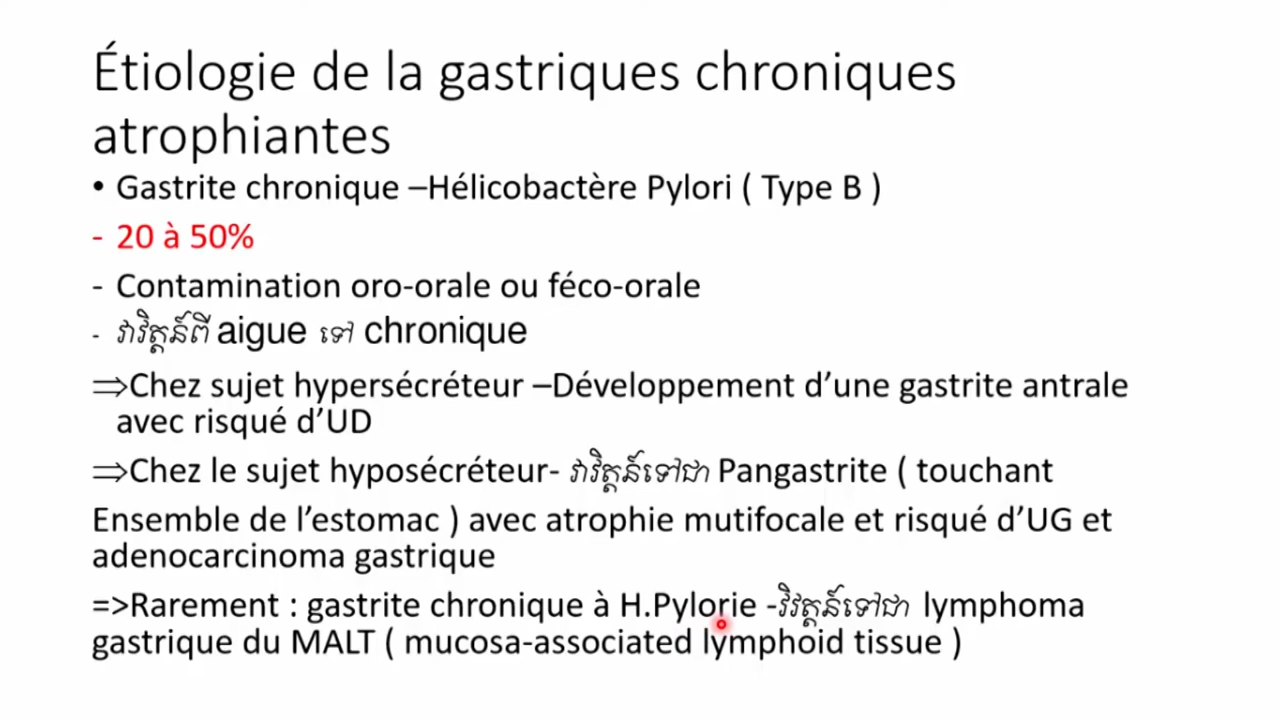 Étiologie de la gastriques chroniques
atrophiantes
• Gastrite chronique –Hélicobactère Pylori ( Type B )
- 20 à 50%
- Contamination oro-orale ou féco-orale
- វាវិត្តន៍ពី aigue ទៅ chronique
⇒Chez sujet hypersécréteur –Développement d’une gastrite antrale
avec risqué d’UD
⇒Chez le sujet hyposécréteur- វាវិត្តន៍ទៅជា Pangastrite ( touchant
Ensemble de l’estomac ) avec atrophie mutifocale et risqué d’UG et
adenocarcinoma gastrique
=>Rarement : gastrite chronique à H.Pylorie -វិវត្តន៍ទៅជា lymphoma
gastrique du MALT ( mucosa-associated lymphoid tissue )